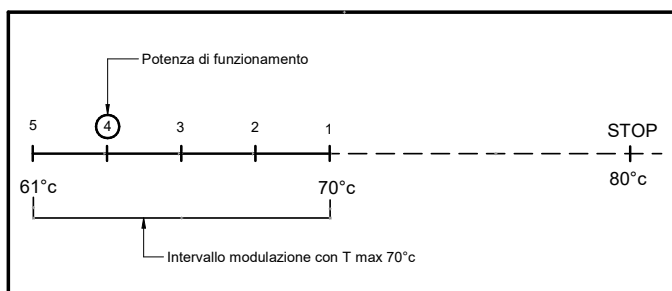 Potenza di funzionamento
5 4 3 2 1 STOP
61°c 70°c 80°c
Intervallo modulazione con T max 70°c